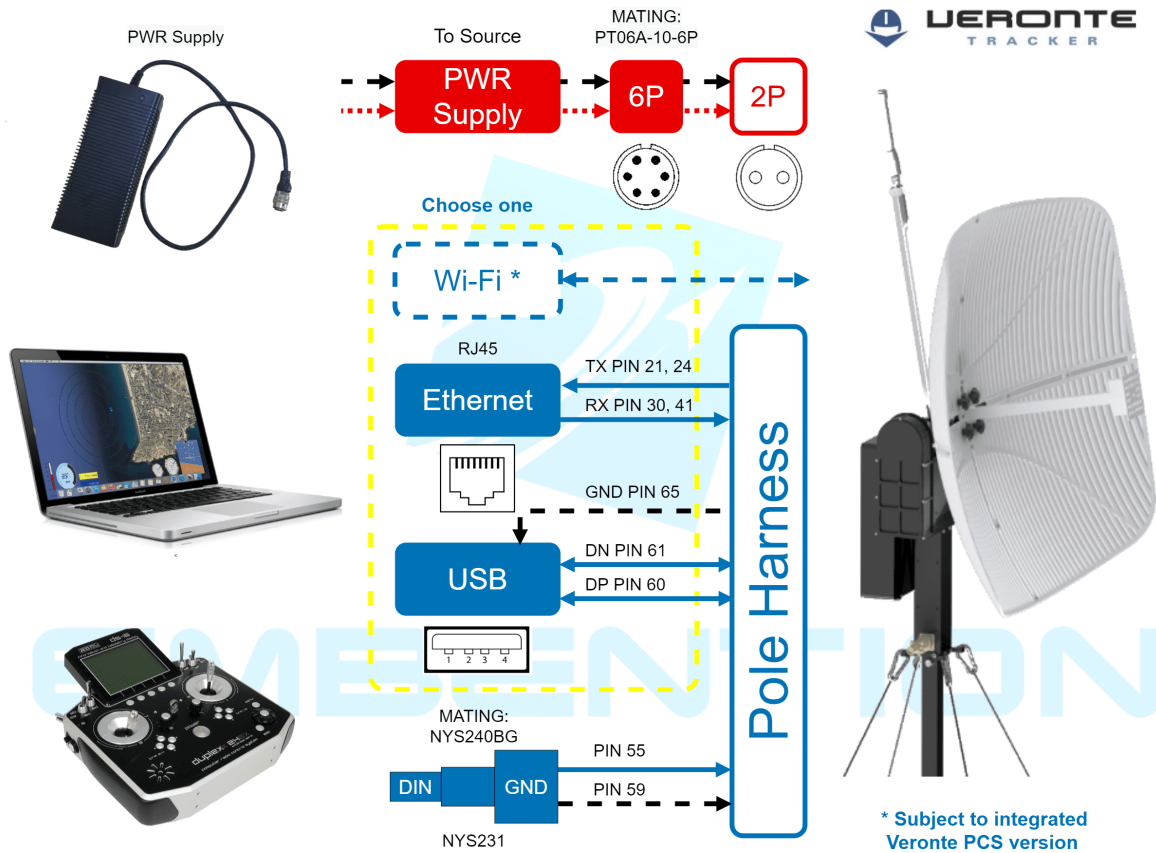 PWR Supply
To Source
MATING:
PT06A-10-6P
VERONTE
TRACKER
PWR
Supply
6P
2P
Choose one
Wi-Fi *
RJ45
Ethernet
TX PIN 21, 24
RX PIN 30, 41
GND PIN 65
USB
DN PIN 61
DP PIN 60
1 2 3 4
Pole Harness
EMBENTION
MATING:
NYS240BG
DIN
GND
PIN 55
PIN 59
NYS231
duplex
* Subject to integrated
Veronte PCS version